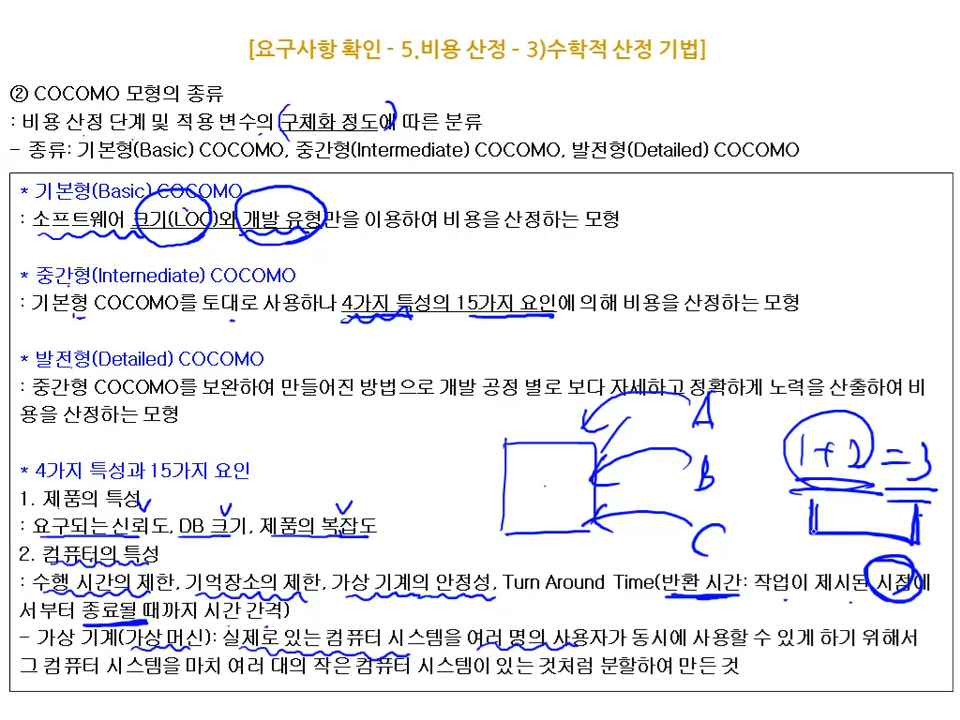 [요구사항 확인 - 5.비용 산정 - 3)수학적 산정 기법]
② COCOMO 모형의 종류
: 비용 산정 단계 및 적용 변수의 구체화 정도에 따른 분류
- 종류: 기본형(Basic) COCOMO, 중간형(Intermediate) COCOMO, 발전형(Detailed) COCOMO
* 기본형(Basic) COCOMO
: 소프트웨어 크기(LOC)와 개발 유형만을 이용하여 비용을 산정하는 모형
* 중간형(Internediate) COCOMO
: 기본형 COCOMO를 토대로 사용하나 4가지 특성의 15가지 요인에 의해 비용을 산정하는 모형
* 발전형(Detailed) COCOMO
: 중간형 COCOMO를 보완하여 만들어진 방법으로 개발 공정 별로 보다 자세하고 정확하게 노력을 산출하여 비
용을 산정하는 모형
A
1+2=3
B
C
* 4가지 특성과 15가지 요인
1. 제품의 특성
: 요구되는 신뢰도, DB 크기, 제품의 복잡도
2. 컴퓨터의 특성
: 수행 시간의 제한, 기억장소의 제한, 가상 기계의 안정성, Turn Around Time(반환 시간: 작업이 제시된 시점에
서부터 종료될 때까지 시간 간격)
- 가상 기계(가상 머신): 실제로 있는 컴퓨터 시스템을 여러 명의 사용자가 동시에 사용할 수 있게 하기 위해서
그 컴퓨터 시스템을 마치 여러 대의 작은 컴퓨터 시스템이 있는 것처럼 분할하여 만든 것